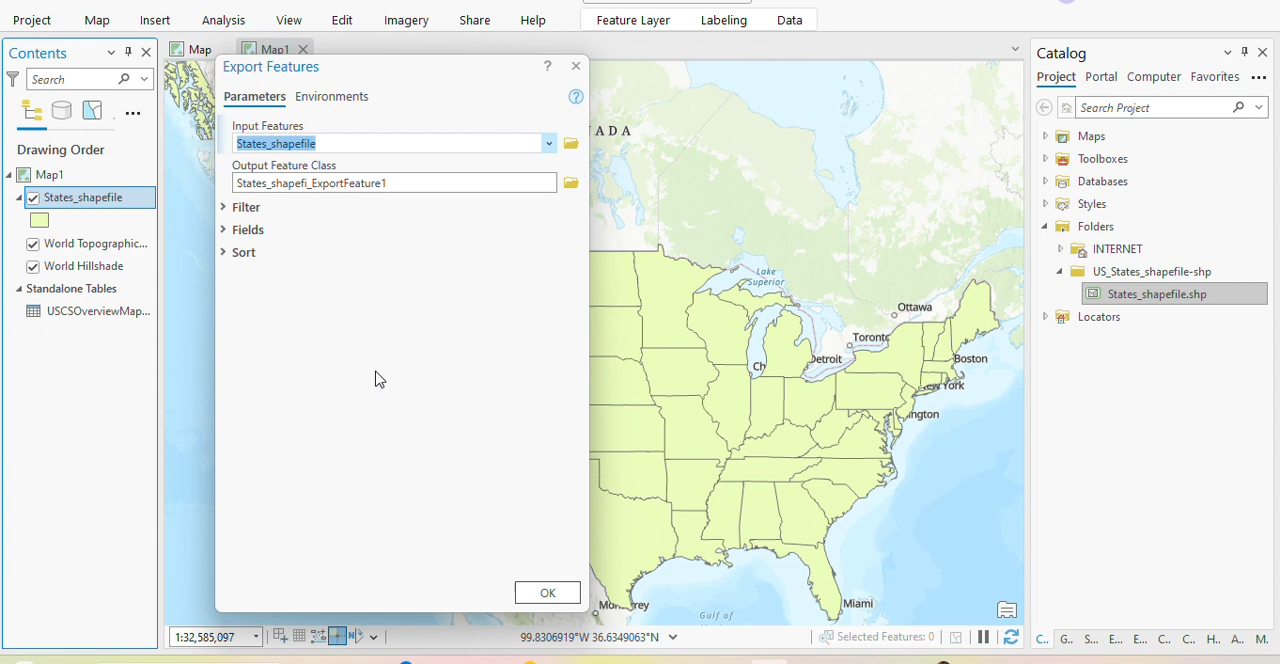 Project Map Insert Analysis View Edit Imagery Share Help Feature Layer Labeling Data
Contents
Search
Drawing Order
Map1
States_shapefile
World Topographic...
World Hillshade
Standalone Tables
USCSOverviewMap...
Map Map1
Export Features
?
Parameters Environments
?
Input Features
States_shapefile
Output Feature Class
States_shapefi_ExportFeature1
Filter
Fields
Sort
OK
ADA
Lake
Superior
Ottawa
Toronto
Detroit
Ch
Boston
ew York
ngton
Miami
Gulf of
1:32,585,097
99.8306919°W 36.6349063°N
Selected Features: 0
Catalog
Project Portal Computer Favorites ...
Search Project
Maps
Toolboxes
Databases
Styles
Folders
INTERNET
US_States_shapefile-shp
States_shapefile.shp
Locators
C.. G.. S... E... E... C.. C.. H.. A.. M.